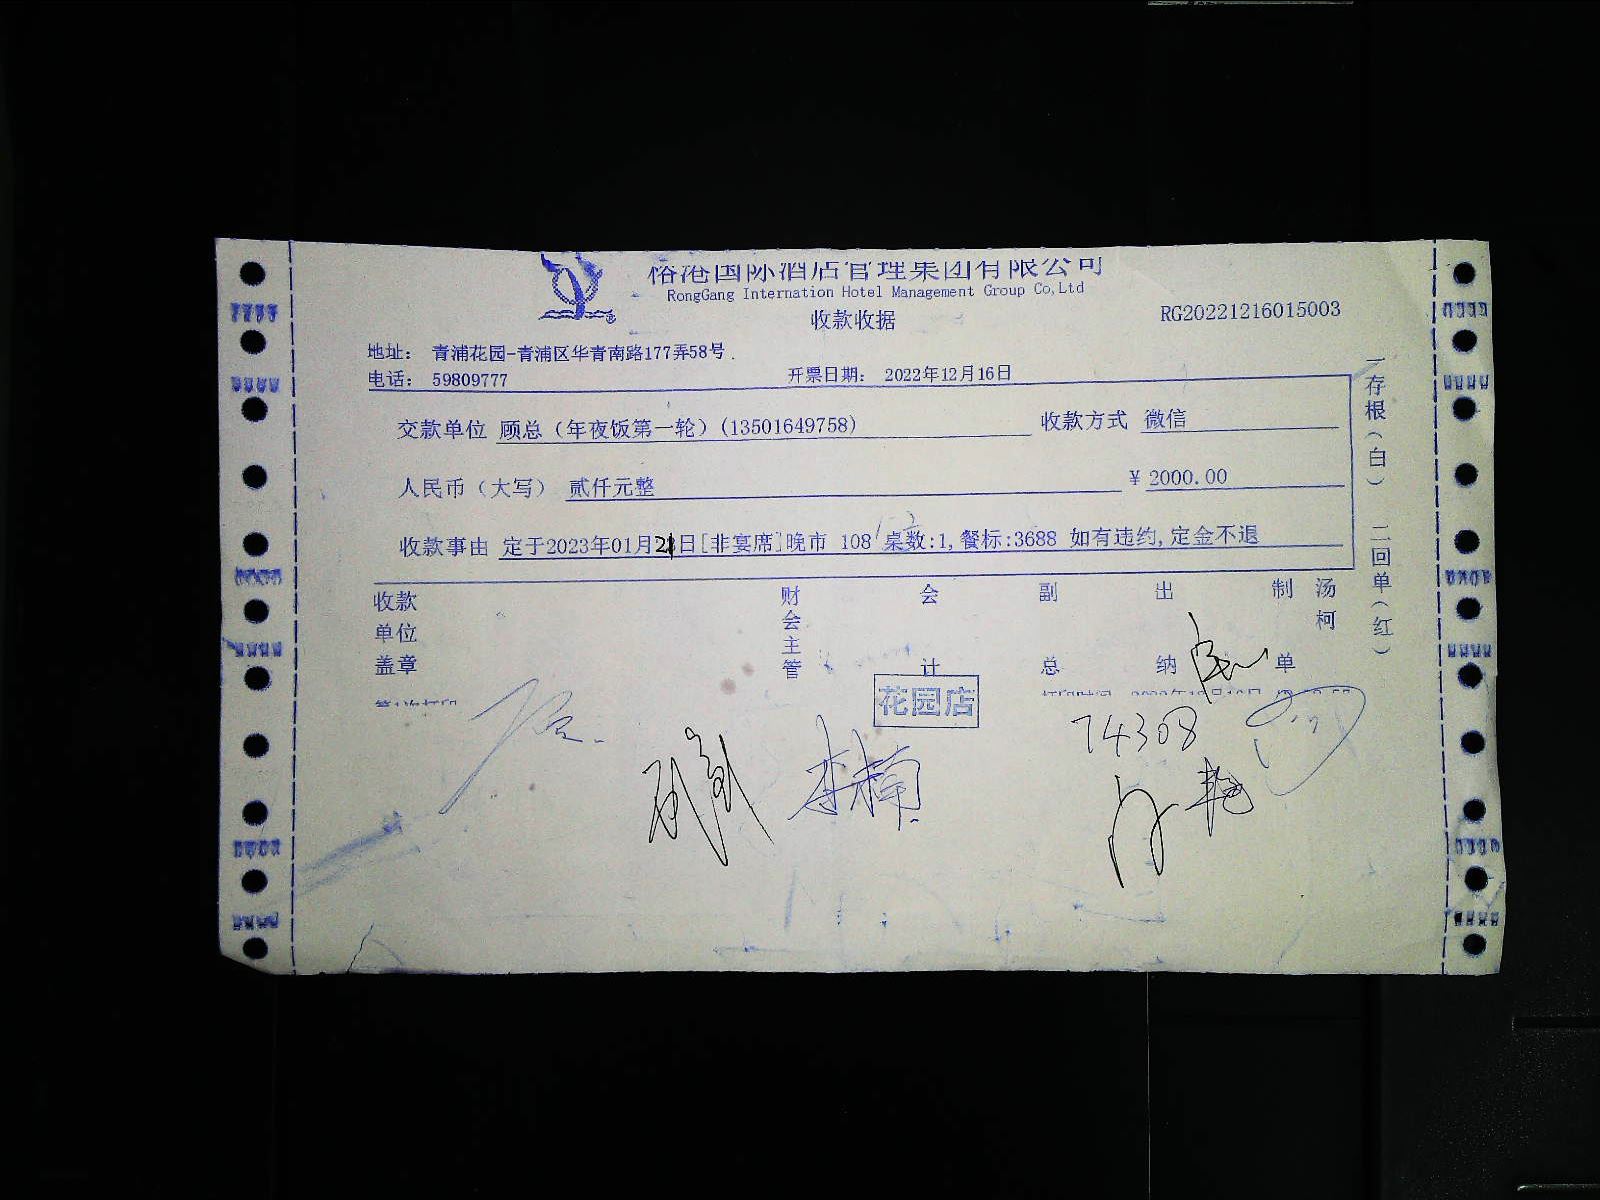 国际酒店管理集团有限公司
RongGang Internation Hotel Management Group Co,Ltd
收款收据
RG20221216015003
地址： 青浦花园-青浦区华青南路177弄58号
电话： 59809777
开票日期： 2022年12月16日
交款单位 顾总（年夜饭第一轮）(13501649758)
收款方式 微信
人民币（大写） 贰仟元整
¥ 2000.00
收款事由 定于2023年01月21日[非宴席]晚市 108 桌数:1,餐标:3688 如有违约,定金不退
收款单位盖章
财会主管
会计
副总
出纳
制单
汤柯
一存根（白） 二回单（红）
花园店
74308
李楠